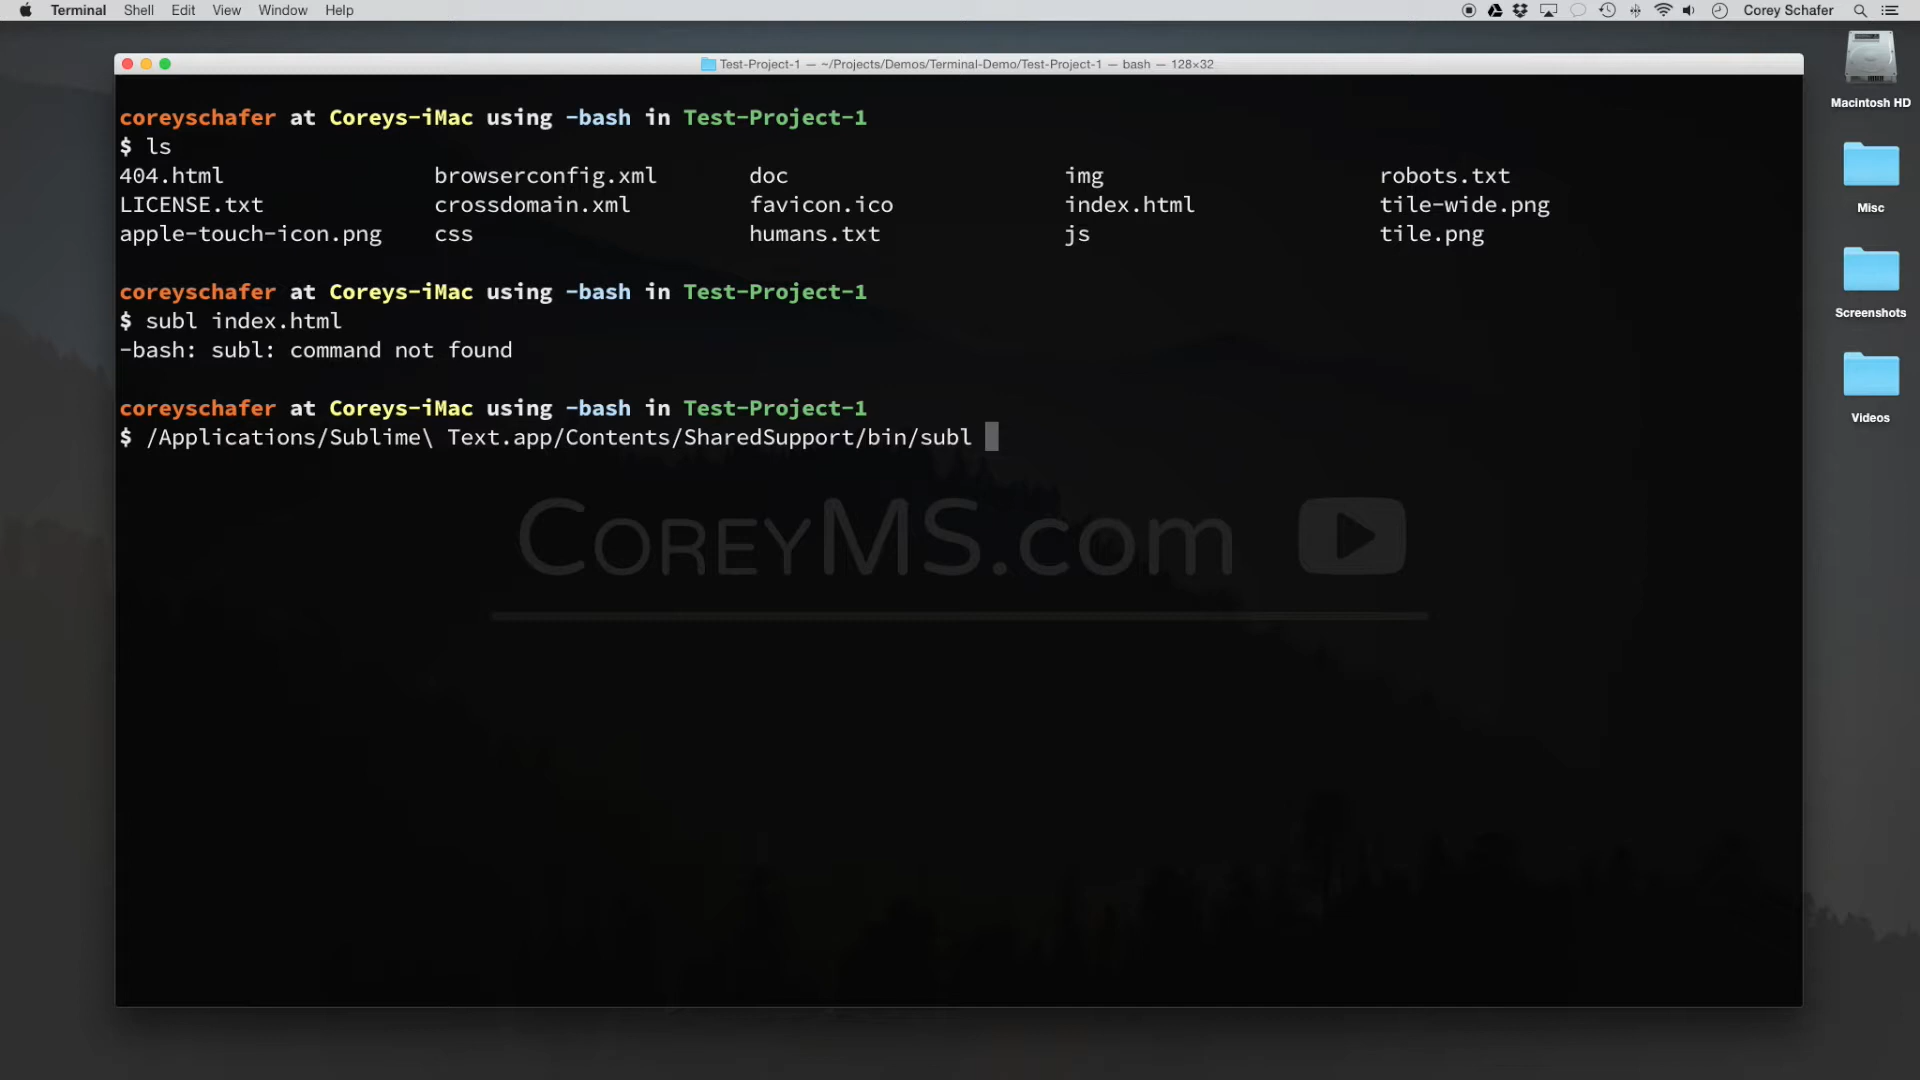 Terminal Shell Edit View Window Help Corey Schafer
Test-Project-1 — ~/Projects/Demos/Terminal-Demo/Test-Project-1 — bash — 128×32
coreyschafer at Coreys-iMac using -bash in Test-Project-1
$ ls
404.html browserconfig.xml doc img robots.txt
LICENSE.txt crossdomain.xml favicon.ico index.html tile-wide.png
apple-touch-icon.png css humans.txt js tile.png
coreyschafer at Coreys-iMac using -bash in Test-Project-1
$ subl index.html
-bash: subl: command not found
coreyschafer at Coreys-iMac using -bash in Test-Project-1
$ /Applications/Sublime\ Text.app/Contents/SharedSupport/bin/subl
CoreyMS.com
Macintosh HD
Misc
Screenshots
Videos